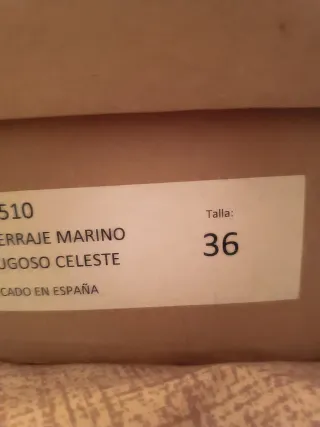 510
ERRAJE MARINO
UGOSO CELESTE
CADO EN ESPAÑA
Talla:
36